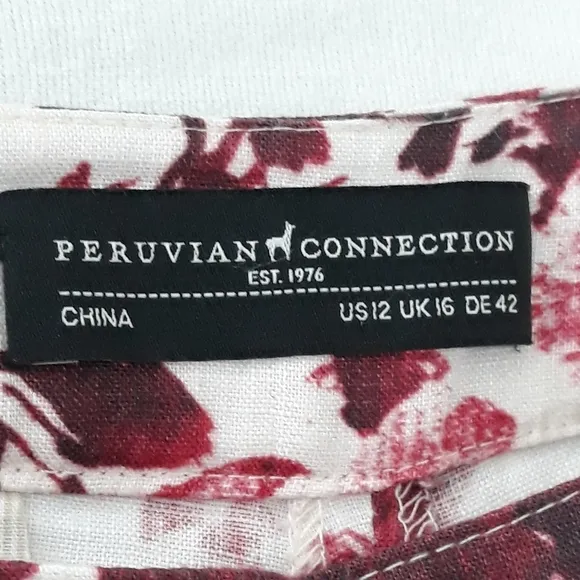 PERUVIAN CONNECTION
EST. 1976
CHINA US12 UK16 DE42